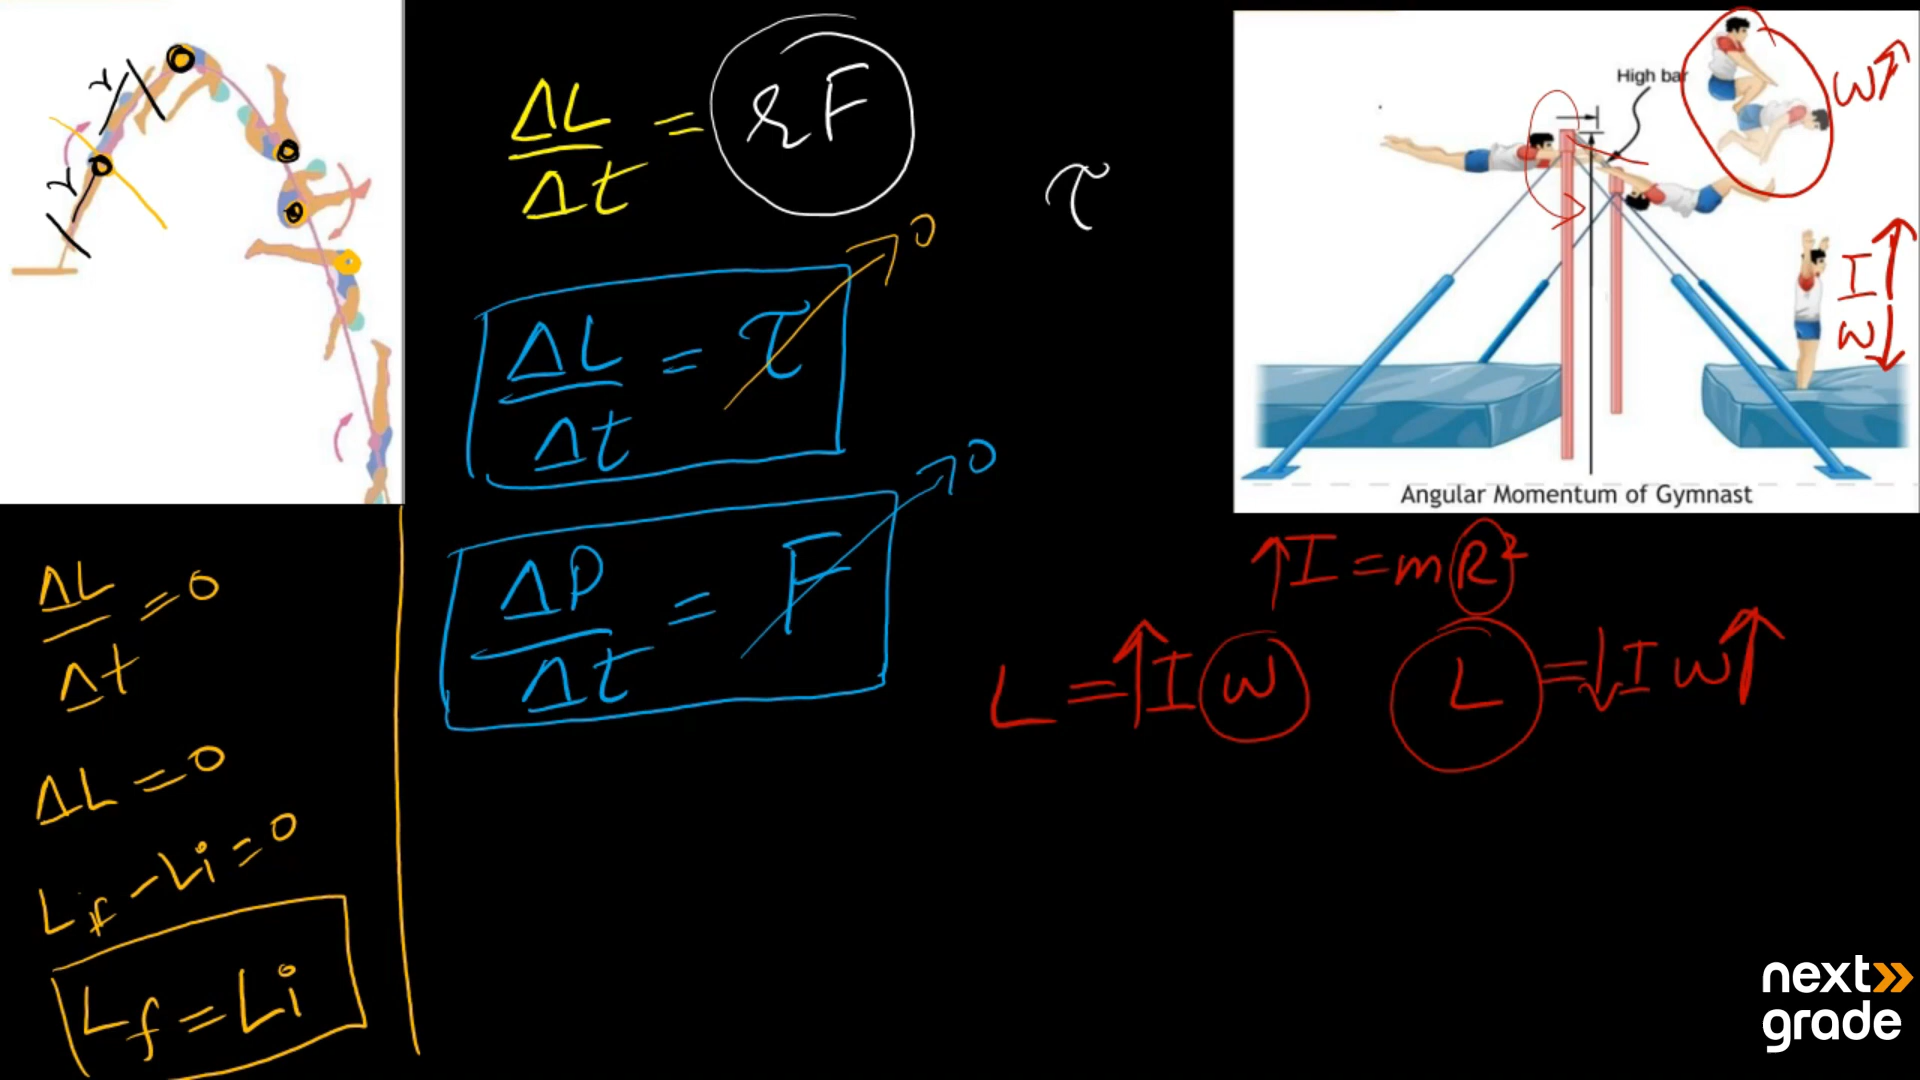 r
r
ΔL/Δt = rF
τ
ΔL/Δt = τ → 0
ΔP/Δt = F → 0
ΔL/Δt = 0
ΔL = 0
Lf - Li = 0
Lf = Li
High bar
W↑
I↑
W↓
Angular Momentum of Gymnast
↑I = mR²
L = ↑I W
L = ↓I W↑
next»
grade